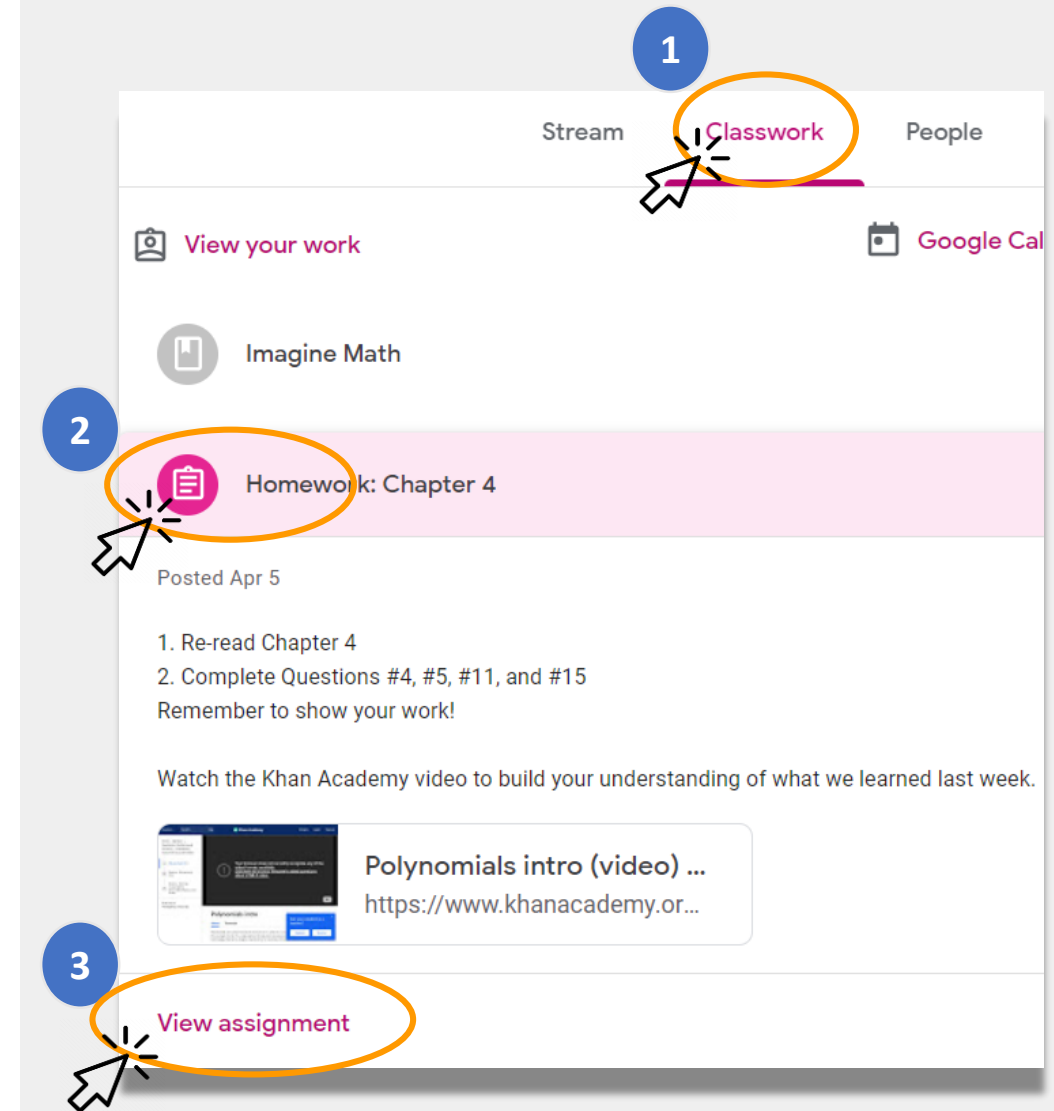 1
Stream Classwork People
View your work Google Cal
Imagine Math
2
Homework: Chapter 4
Posted Apr 5
1. Re-read Chapter 4
2. Complete Questions #4, #5, #11, and #15
Remember to show your work!
Watch the Khan Academy video to build your understanding of what we learned last week.
Polynomials intro (video) ...
https://www.khanacademy.or...
Polynomials intro
3
View assignment